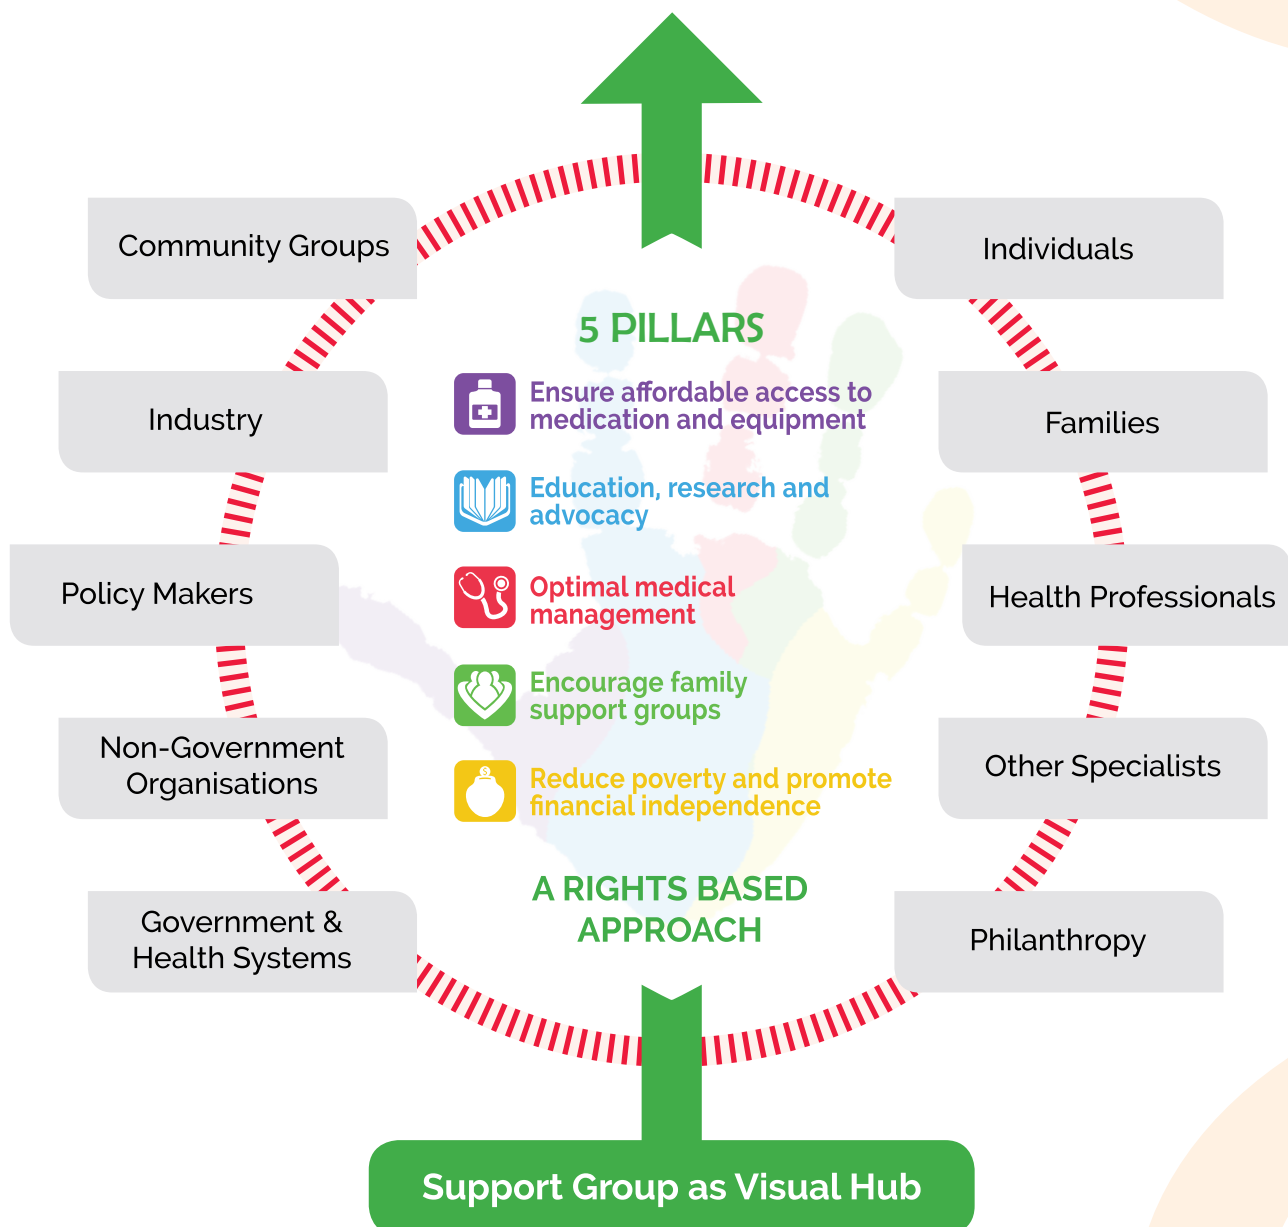 Community Groups
Industry
Policy Makers
Non-Government
Organisations
Government &
Health Systems
5 PILLARS
Ensure affordable access to
medication and equipment
Education, research and
advocacy
Optimal medical
management
Encourage family
support groups
$
Reduce poverty and promote
financial independence
A RIGHTS BASED
APPROACH
Individuals
Families
Health Professionals
Other Specialists
Philanthropy
Support Group as Visual Hub